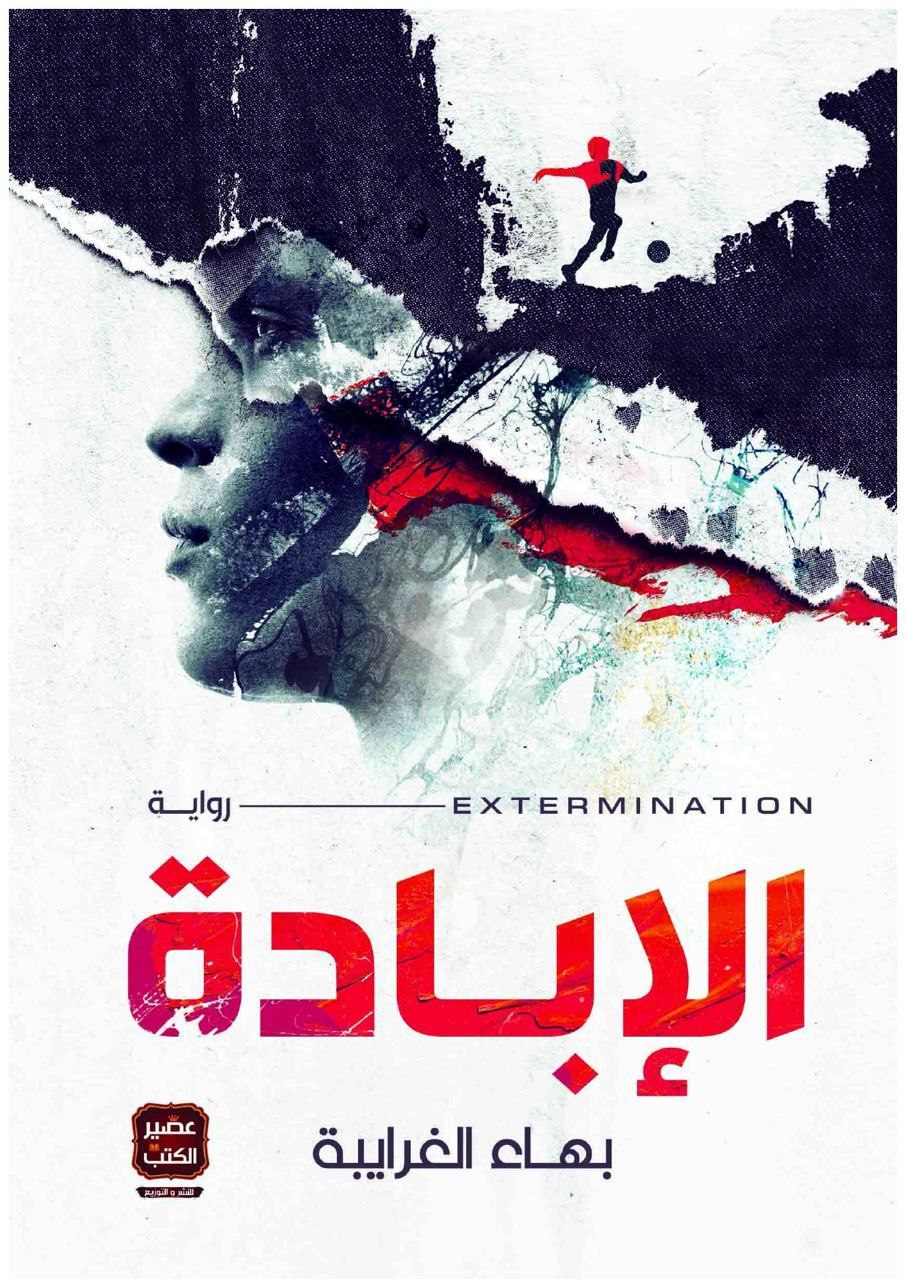 رواية EXTERMINATION
الإبادة
بهاء الغرايبة
عصير
الكتب
للنشر و التوزيع